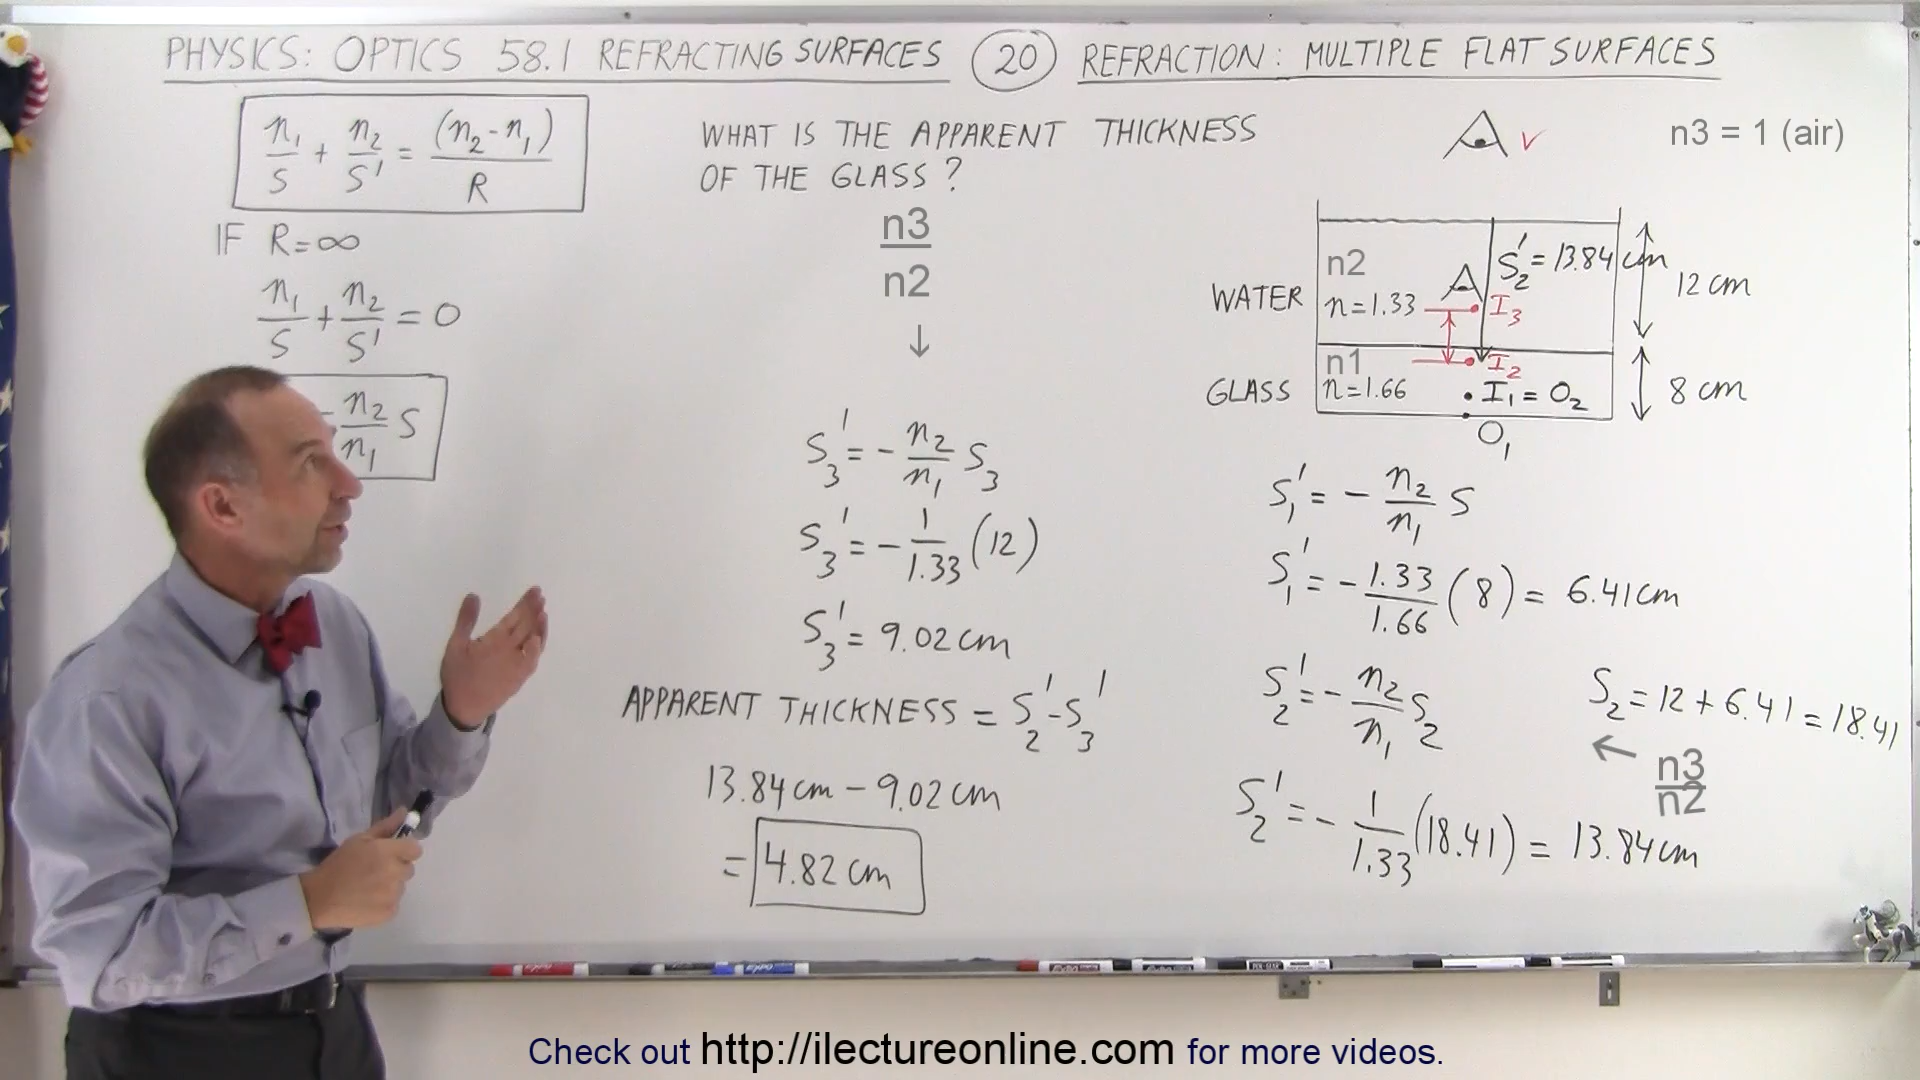 PHYSICS: OPTICS 58.1 REFRACTING SURFACES 20 REFRACTION: MULTIPLE FLAT SURFACES
n₁/S + n₂/S' = (n₂-n₁)/R
IF R=∞
n₁/S + n₂/S' = 0
- n₂/n₁ S
WHAT IS THE APPARENT THICKNESS
OF THE GLASS?
n3/n2
↓
S₃' = - n₂/n₁ S₃
S₃' = - 1/1.33 (12)
S₃' = 9.02 cm
APPARENT THICKNESS = S₂' - S₃'
13.84 cm - 9.02 cm
= 4.82 cm
V
n3 = 1 (air)
n2
S₂' = 13.84 cm
WATER n=1.33 I₃ 12 cm
n1 I₂
GLASS n=1.66 I₁ = O₂ 8 cm
O₁
S₁' = - n₂/n₁ S
S₁' = - 1.33/1.66 (8) = 6.41 cm
S₂' = - n₂/n₁ S₂
S₂ = 12 + 6.41 = 18.41
← n3/n2
S₂' = - 1/1.33 (18.41) = 13.84 cm
Check out http://ilectureonline.com for more videos.